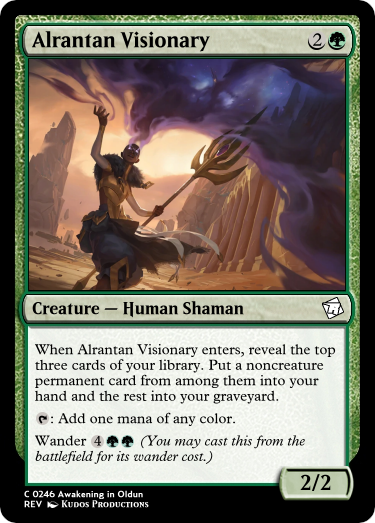 Alrantan Visionary 2
Creature — Human Shaman
When Alrantan Visionary enters, reveal the top
three cards of your library. Put a noncreature
permanent card from among them into your
hand and the rest into your graveyard.
: Add one mana of any color.
Wander 4 (You may cast this from the
battlefield for its wander cost.)
2/2
C 0246 Awakening in Oldun
REV Kudos Productions